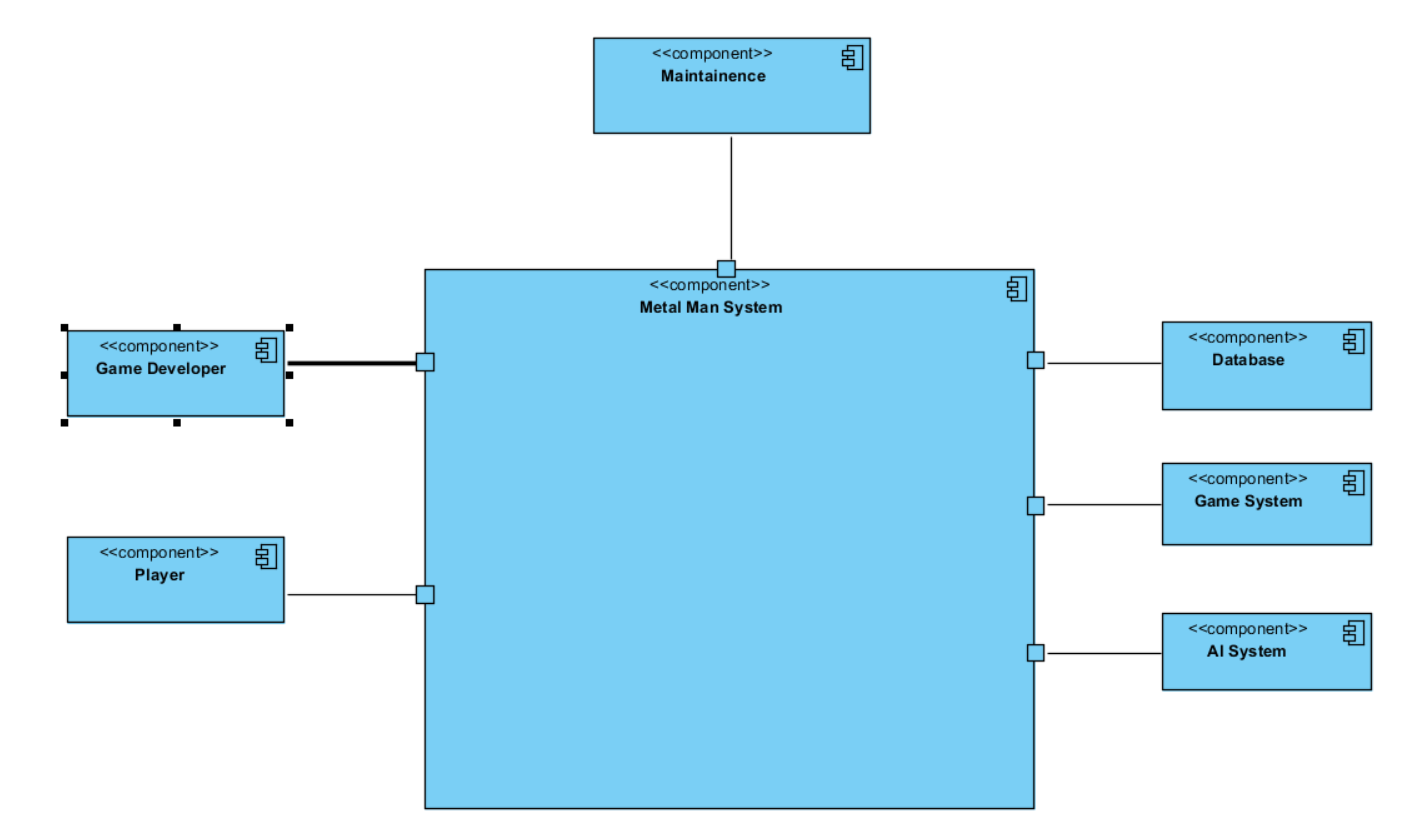 <<component>>
Maintainence
<<component>>
Metal Man System
<<component>>
Game Developer
<<component>>
Database
<<component>>
Game System
<<component>>
Player
<<component>>
AI System